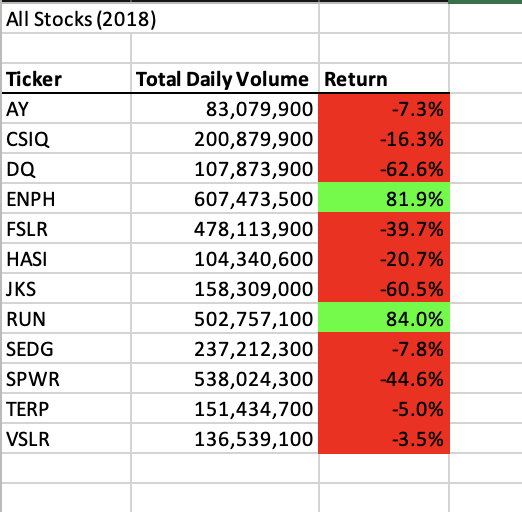 All Stocks (2018)
Ticker Total Daily Volume Return
AY 83,079,900 -7.3%
CSIQ 200,879,900 -16.3%
DQ 107,873,900 -62.6%
ENPH 607,473,500 81.9%
FSLR 478,113,900 -39.7%
HASI 104,340,600 -20.7%
JKS 158,309,000 -60.5%
RUN 502,757,100 84.0%
SEDG 237,212,300 -7.8%
SPWR 538,024,300 -44.6%
TERP 151,434,700 -5.0%
VSLR 136,539,100 -3.5%